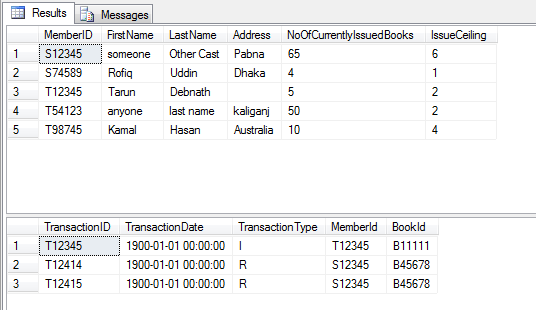 Results Messages
MemberID FirstName LastName Address NoOfCurrentlyIssuedBooks IssueCeiling
1 S12345 someone Other Cast Pabna 65 6
2 S74589 Rofiq Uddin Dhaka 4 1
3 T12345 Tarun Debnath 5 2
4 T54123 anyone last name kaliganj 50 2
5 T98745 Kamal Hasan Australia 10 4
TransactionID TransactionDate TransactionType MemberId BookId
1 T12345 1900-01-01 00:00:00 I T12345 B11111
2 T12414 1900-01-01 00:00:00 R S12345 B45678
3 T12415 1900-01-01 00:00:00 R S12345 B45678